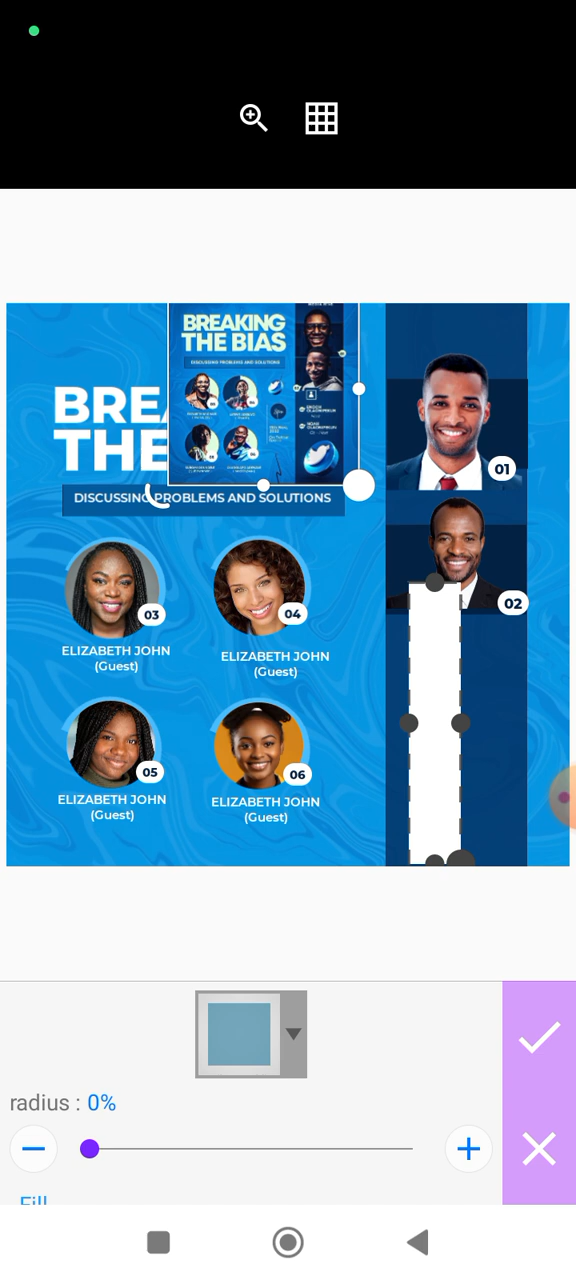 BREAKING
THE BIAS
DISCUSSING PROBLEMS AND SOLUTIONS
BREA
THE
DISCUSSING PROBLEMS AND SOLUTIONS
01
02
03
04
ELIZABETH JOHN
(Guest)
ELIZABETH JOHN
(Guest)
05
06
ELIZABETH JOHN
(Guest)
ELIZABETH JOHN
(Guest)
radius : 0%
Fill